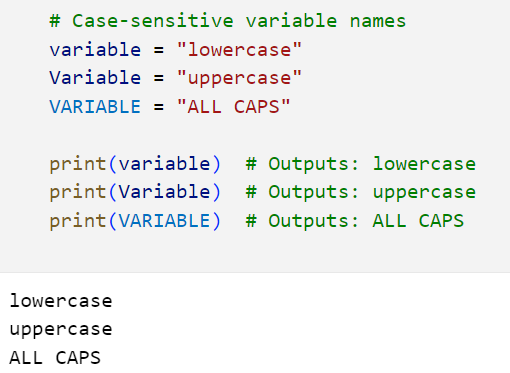 # Case-sensitive variable names
variable = "lowercase"
Variable = "uppercase"
VARIABLE = "ALL CAPS"
print(variable)  # Outputs: lowercase
print(Variable)  # Outputs: uppercase
print(VARIABLE)  # Outputs: ALL CAPS
lowercase
uppercase
ALL CAPS